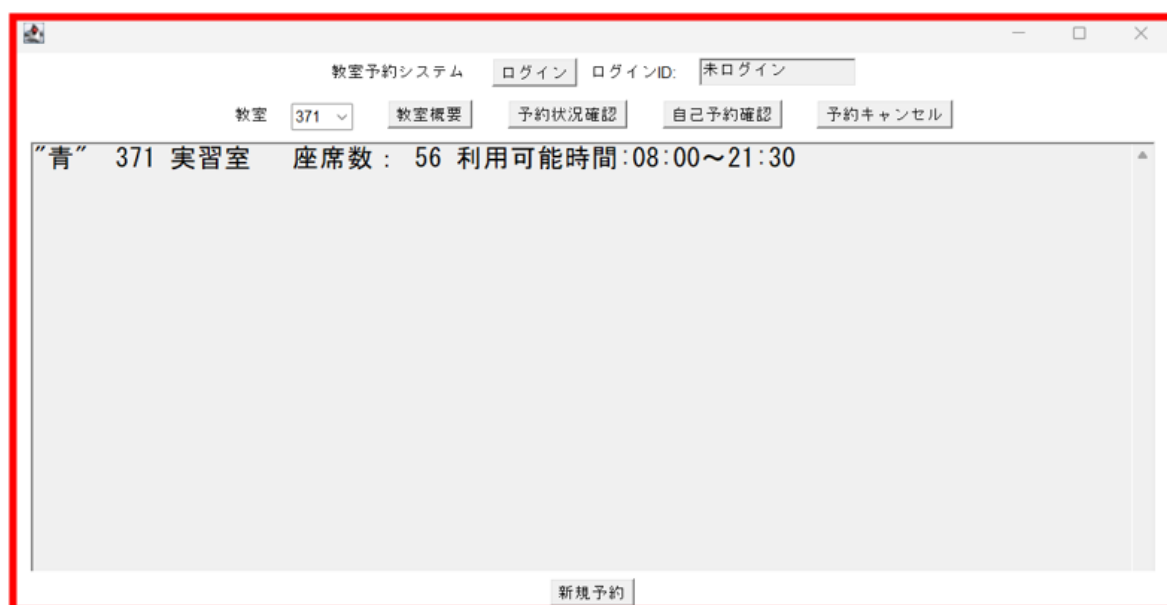 教室予約システム ログイン ログインID: 未ログイン
教室 371 教室概要 予約状況確認 自己予約確認 予約キャンセル
"青" 371 実習室 座席数: 56 利用可能時間:08:00~21:30
新規予約